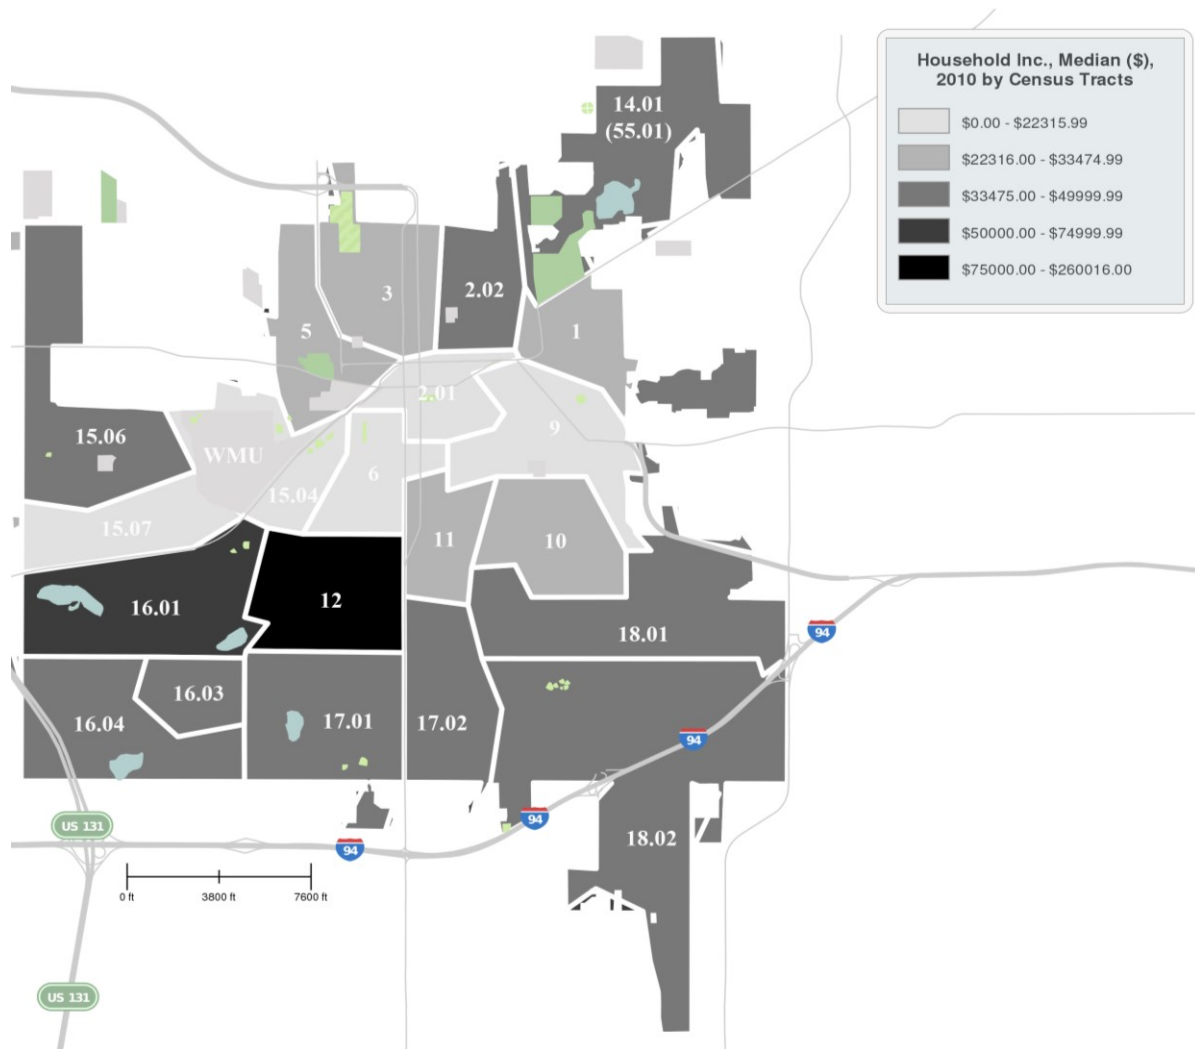 Household Inc., Median ($),
2010 by Census Tracts
$0.00 - $22315.99
$22316.00 - $33474.99
$33475.00 - $49999.99
$50000.00 - $74999.99
$75000.00 - $260016.00
14.01
(55.01)
3
2.02
5
1
2.01
15.06
9
WMU
6
15.04
15.07
11
10
12
16.01
18.01
94
16.03
16.04
17.01
17.02
94
94
US 131
18.02
94
0 ft
3800 ft
7600 ft
US 131